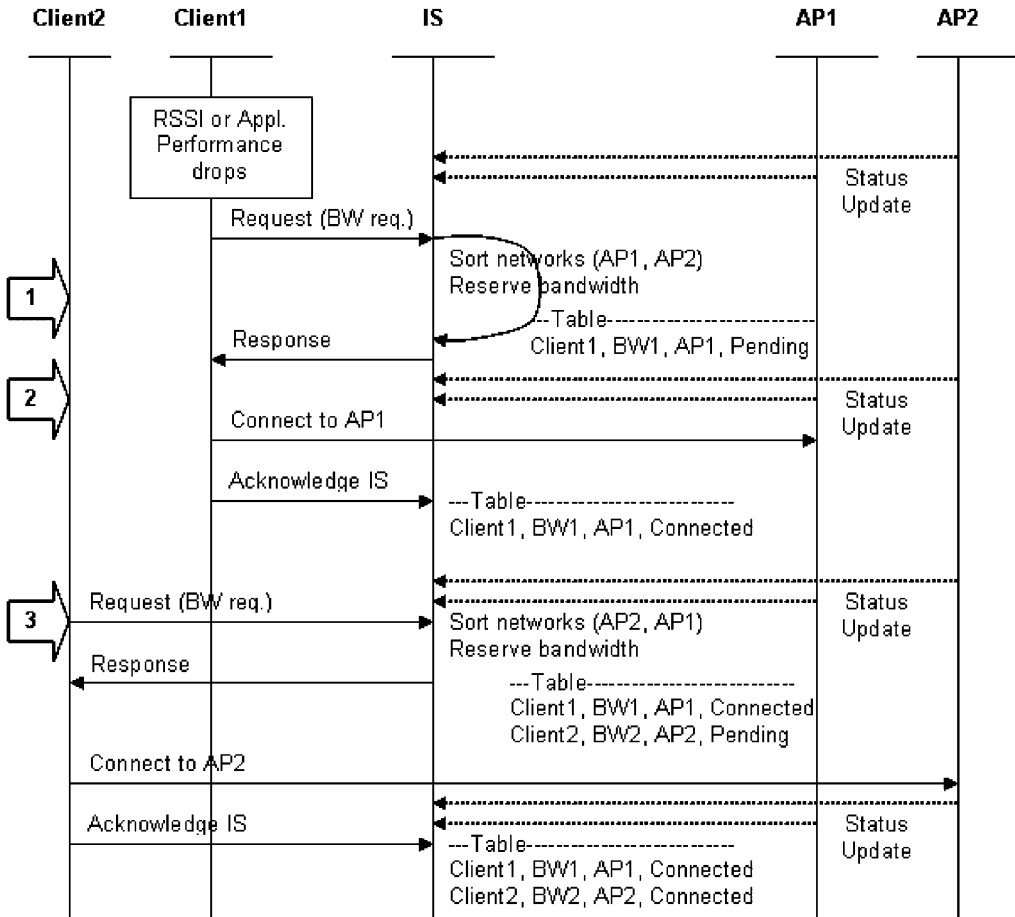 Client2 Client1 IS AP1 AP2
RSSI or Appl.
Performance
drops
Status
Update
Request (BW req.)
Sort networks (AP1, AP2)
Reserve bandwidth
1
---Table----------------------------
Client1, BW1, AP1, Pending
Response
2
Status
Update
Connect to AP1
Acknowledge IS
---Table----------------------------
Client1, BW1, AP1, Connected
3
Request (BW req.)
Status
Update
Sort networks (AP2, AP1)
Reserve bandwidth
Response
---Table----------------------------
Client1, BW1, AP1, Connected
Client2, BW2, AP2, Pending
Connect to AP2
Acknowledge IS
Status
Update
---Table----------------------------
Client1, BW1, AP1, Connected
Client2, BW2, AP2, Connected